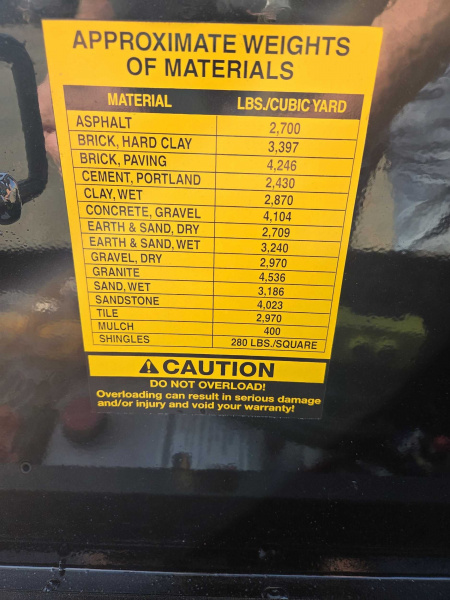 APPROXIMATE WEIGHTS
OF MATERIALS
MATERIAL LBS./CUBIC YARD
ASPHALT 2,700
BRICK, HARD CLAY 3,397
BRICK, PAVING 4,246
CEMENT, PORTLAND 2,430
CLAY, WET 2,870
CONCRETE, GRAVEL 4,104
EARTH & SAND, DRY 2,709
EARTH & SAND, WET 3,240
GRAVEL, DRY 2,970
GRANITE 4,536
SAND, WET 3,186
SANDSTONE 4,023
TILE 2,970
MULCH 400
SHINGLES 280 LBS./SQUARE
CAUTION
DO NOT OVERLOAD!
Overloading can result in serious damage
and/or injury and void your warranty!